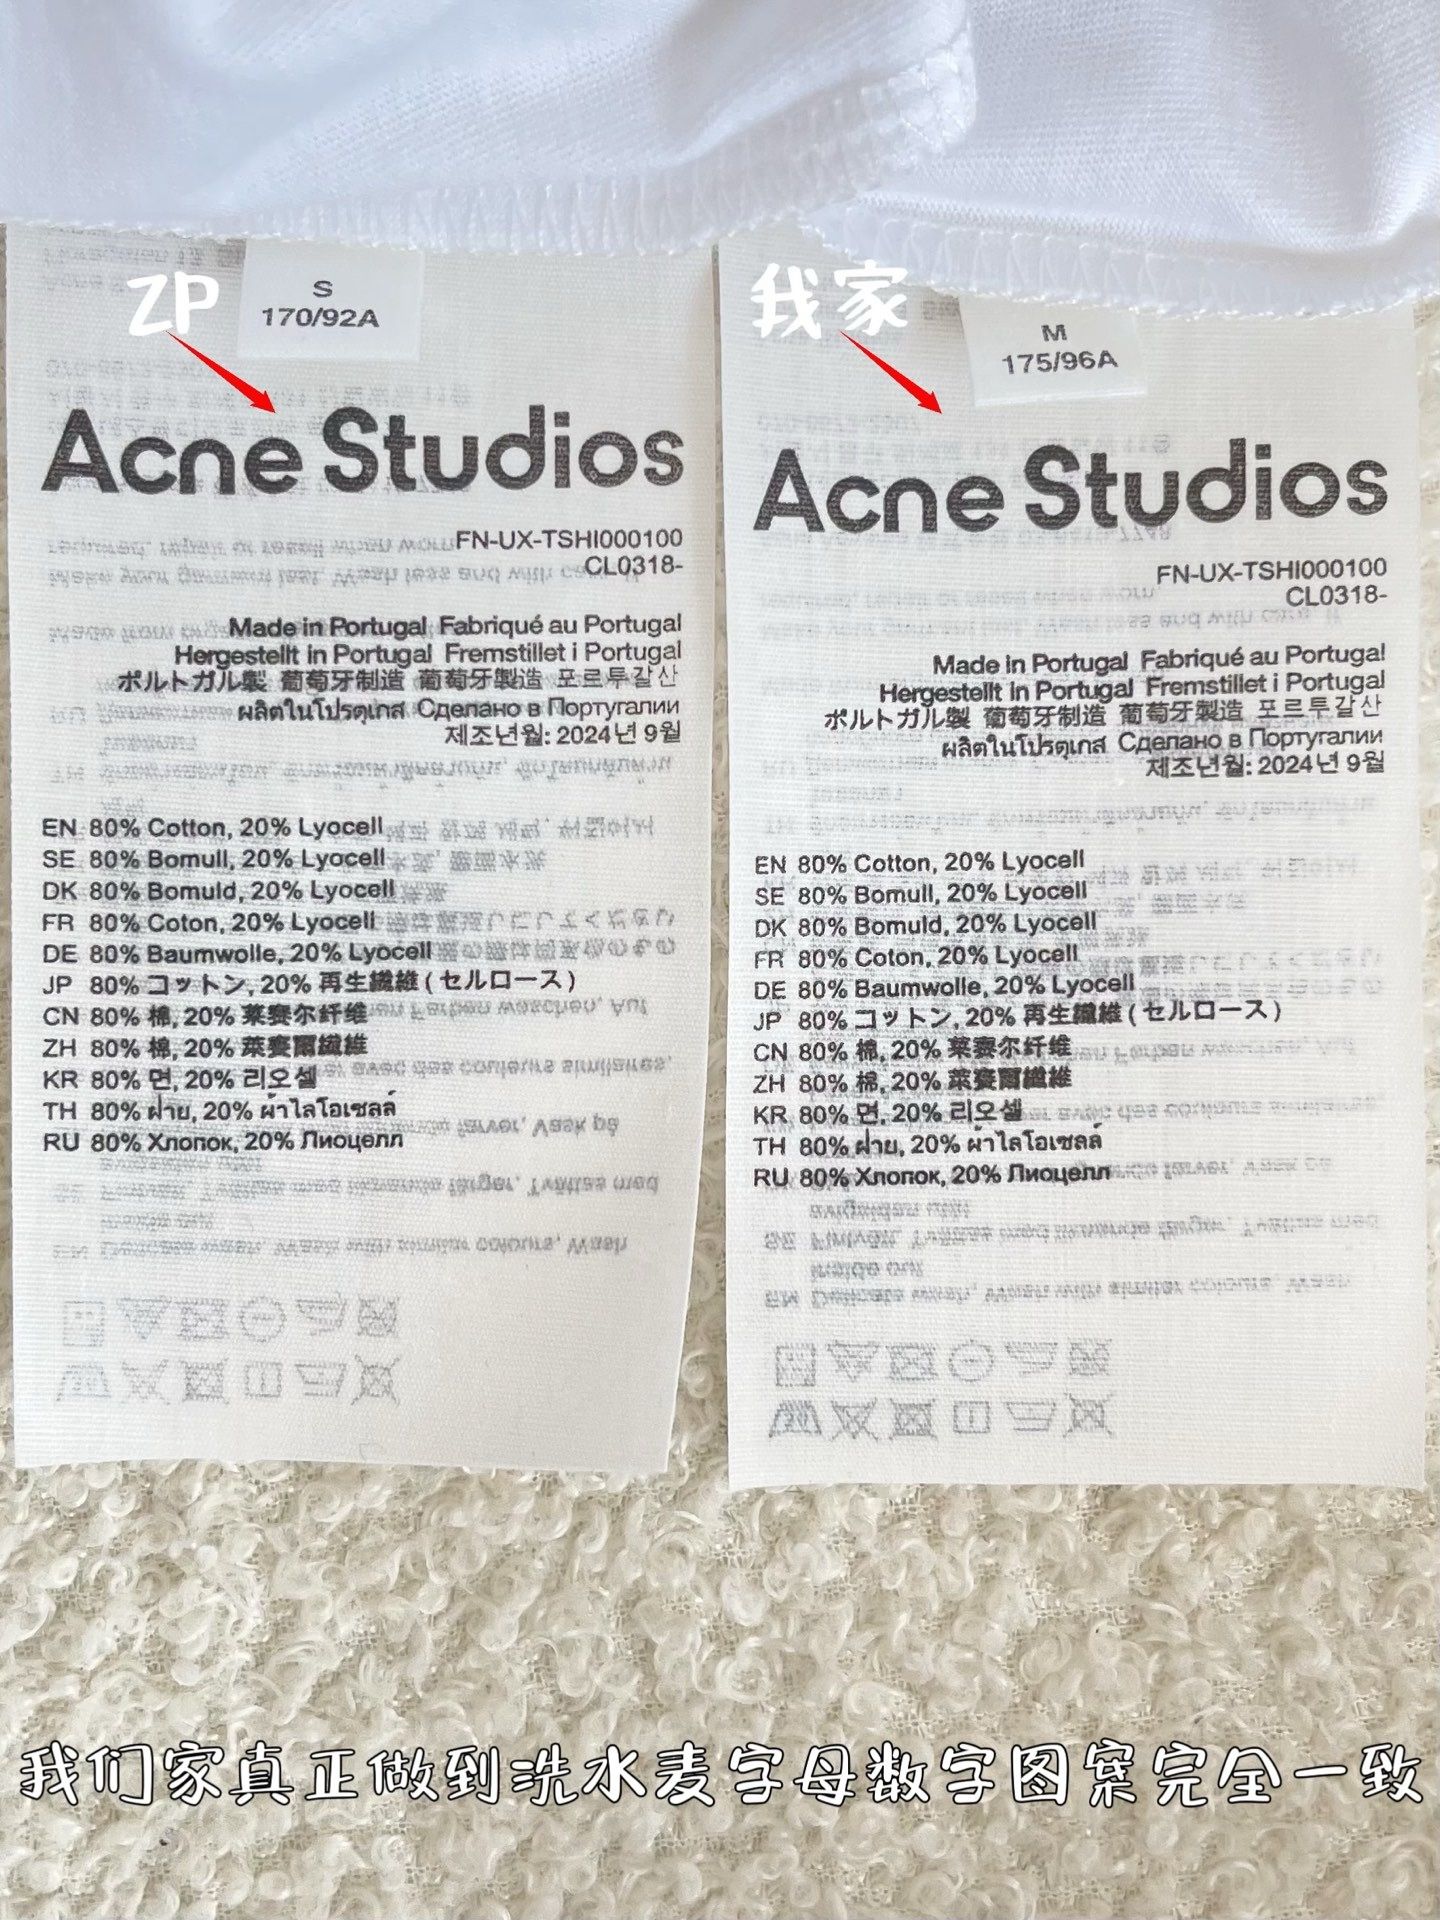 ZP
S
170/92A
Acne Studios
FN-UX-TSHI000100
CL0318-
Made in Portugal Fabriqué au Portugal
Hergestellt in Portugal Fremstillet i Portugal
ポルトガル製 葡萄牙制造 葡萄牙製造 포르투갈산
ผลิตในโปรตุเกส Сделано в Португалии
제조년월: 2024년 9월
EN 80% Cotton, 20% Lyocell
SE 80% Bomull, 20% Lyocell
DK 80% Bomuld, 20% Lyocell
FR 80% Coton, 20% Lyocell
DE 80% Baumwolle, 20% Lyocell
JP 80% コットン, 20% 再生繊維 (セルロース)
CN 80% 棉, 20% 莱赛尔纤维
ZH 80% 棉, 20% 萊賽爾纖維
KR 80% 면, 20% 리오셀
TH 80% ฝ้าย, 20% ผ้าไลโอเซลล์
RU 80% Хлопок, 20% Лиоцелл
我家
M
175/96A
Acne Studios
FN-UX-TSHI000100
CL0318-
Made in Portugal Fabriqué au Portugal
Hergestellt in Portugal Fremstillet i Portugal
ポルトガル製 葡萄牙制造 葡萄牙製造 포르투갈산
ผลิตในโปรตุเกส Сделано в Португалии
제조년월: 2024년 9월
EN 80% Cotton, 20% Lyocell
SE 80% Bomull, 20% Lyocell
DK 80% Bomuld, 20% Lyocell
FR 80% Coton, 20% Lyocell
DE 80% Baumwolle, 20% Lyocell
JP 80% コットン, 20% 再生繊維 (セルロース)
CN 80% 棉, 20% 莱赛尔纤维
ZH 80% 棉, 20% 萊賽爾纖維
KR 80% 면, 20% 리오셀
TH 80% ฝ้าย, 20% ผ้าไลโอเซลล์
RU 80% Хлопок, 20% Лиоцелл
我们家真正做到洗水麦字母数字图案完全一致